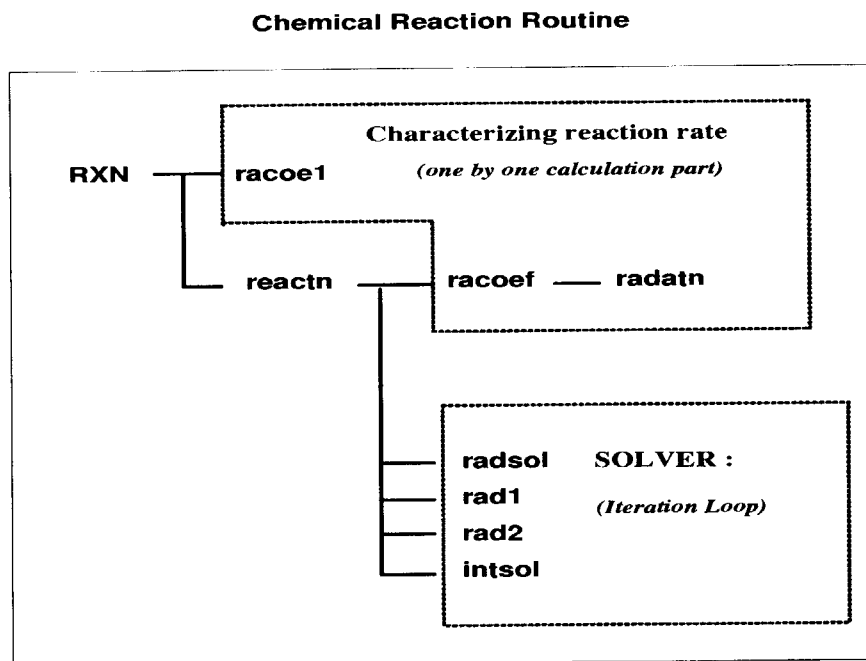 Chemical Reaction Routine
Characterizing reaction rate
RXN racoe1 (one by one calculation part)
reactn racoef radatn
radsol SOLVER :
rad1
(Iteration Loop)
rad2
intsol